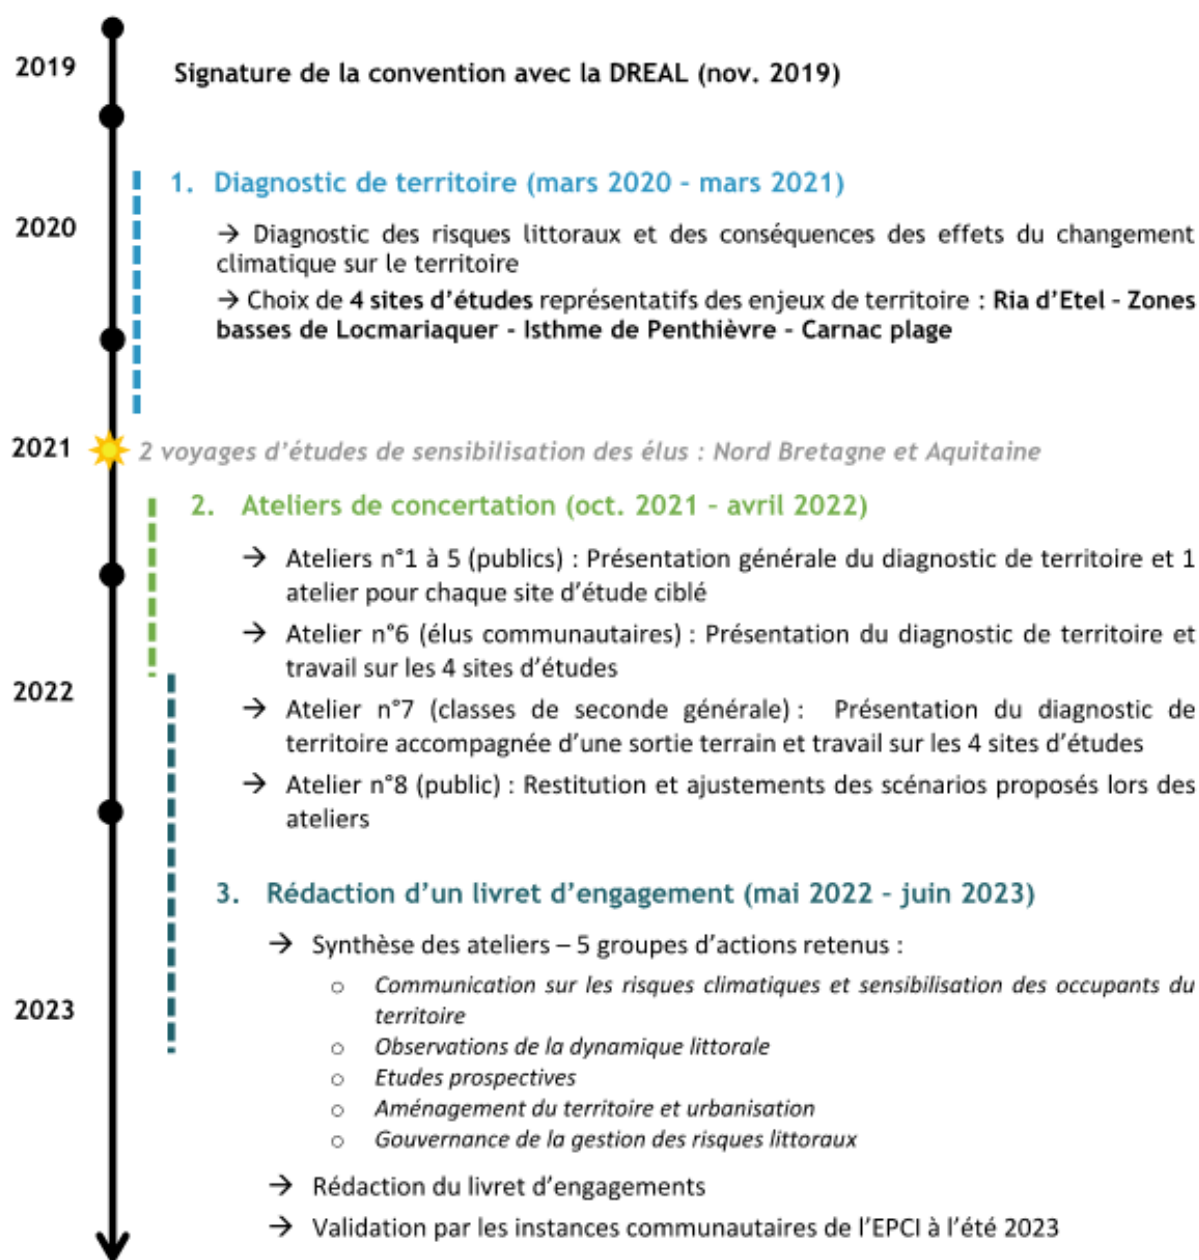 2019
Signature de la convention avec la DREAL (nov. 2019)
1. Diagnostic de territoire (mars 2020 - mars 2021)
2020
→ Diagnostic des risques littoraux et des conséquences des effets du changement
climatique sur le territoire
→ Choix de 4 sites d'études représentatifs des enjeux de territoire : Ria d'Etel - Zones
basses de Locmariaquer - Isthme de Penthièvre - Carnac plage
2021
2 voyages d'études de sensibilisation des élus : Nord Bretagne et Aquitaine
2. Ateliers de concertation (oct. 2021 - avril 2022)
→ Ateliers n°1 à 5 (publics) : Présentation générale du diagnostic de territoire et 1
atelier pour chaque site d'étude ciblé
→ Atelier n°6 (élus communautaires) : Présentation du diagnostic de territoire et
travail sur les 4 sites d'études
2022
→ Atelier n°7 (classes de seconde générale) : Présentation du diagnostic de
territoire accompagnée d'une sortie terrain et travail sur les 4 sites d'études
→ Atelier n°8 (public) : Restitution et ajustements des scénarios proposés lors des
ateliers
3. Rédaction d'un livret d'engagement (mai 2022 - juin 2023)
→ Synthèse des ateliers – 5 groupes d'actions retenus :
o Communication sur les risques climatiques et sensibilisation des occupants du
territoire
2023
o Observations de la dynamique littorale
o Etudes prospectives
o Aménagement du territoire et urbanisation
o Gouvernance de la gestion des risques littoraux
→ Rédaction du livret d'engagements
→ Validation par les instances communautaires de l'EPCI à l'été 2023